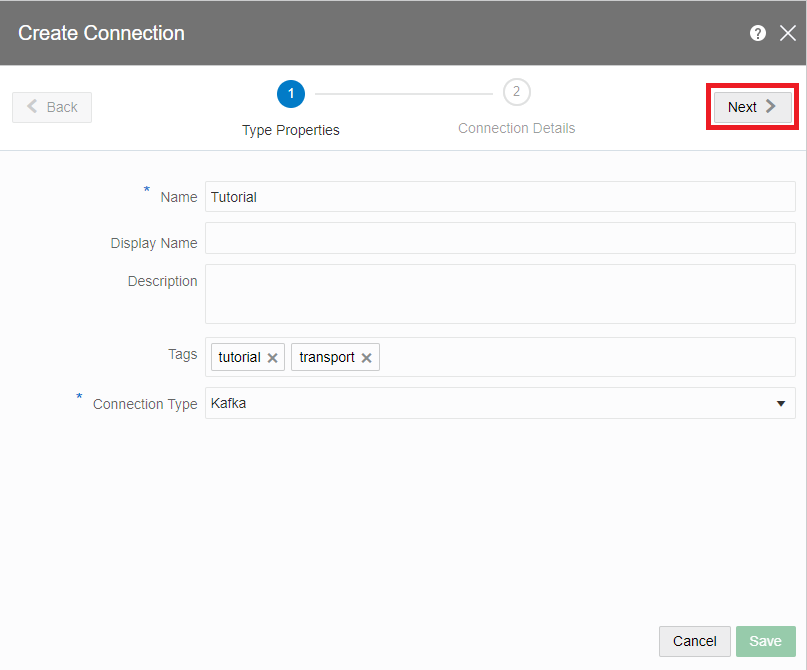 Create Connection ?
Back 1 2 Next
Type Properties Connection Details
* Name Tutorial
Display Name
Description
Tags tutorial transport
* Connection Type Kafka
Cancel Save